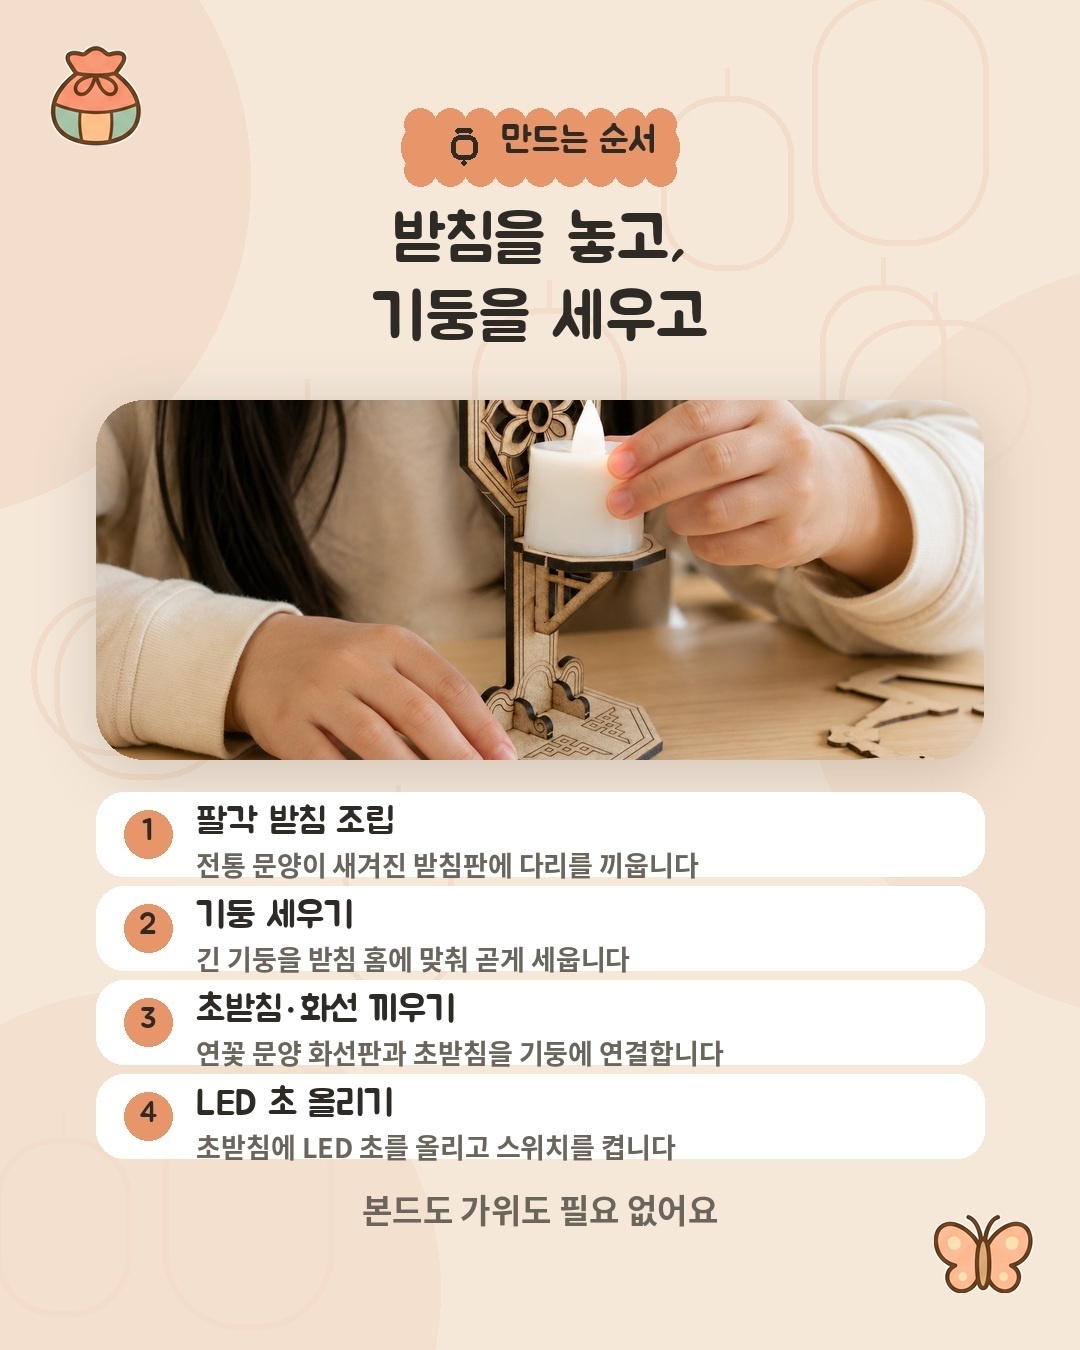 만드는 순서
받침을 놓고,
기둥을 세우고
1 팔각 받침 조립
전통 문양이 새겨진 받침판에 다리를 끼웁니다
2 기둥 세우기
긴 기둥을 받침 홈에 맞춰 곧게 세웁니다
3 초받침·화선 끼우기
연꽃 문양 화선판과 초받침을 기둥에 연결합니다
4 LED 초 올리기
초받침에 LED 초를 올리고 스위치를 켭니다
본드도 가위도 필요 없어요